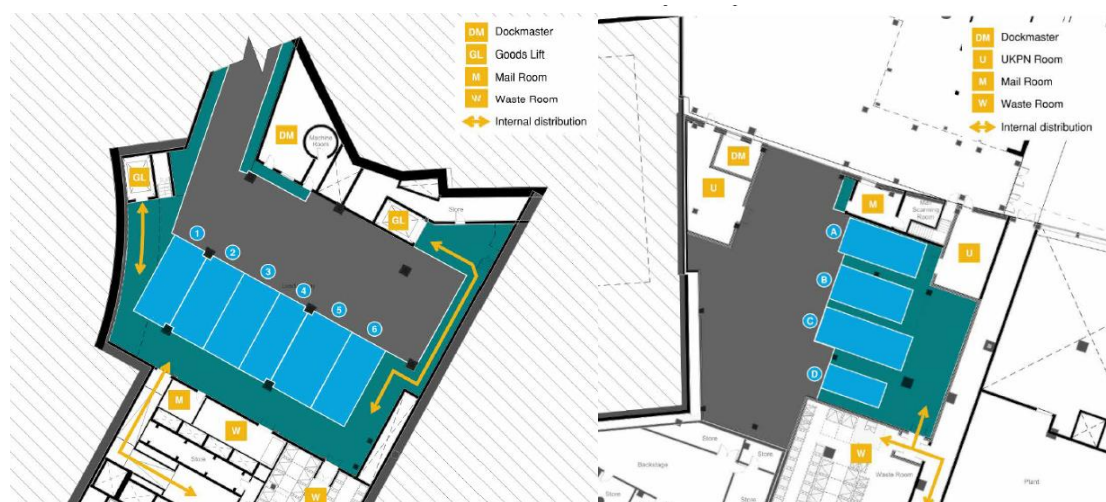 DM Dockmaster
GL Goods Lift
M Mail Room
W Waste Room
Internal distribution
DM
Machine Room
GL
Store
GL
1
2
3
4
5
6
M
W
Store
W
DM Dockmaster
U UKPN Room
M Mail Room
W Waste Room
Internal distribution
DM
U
M
Scanning Room
A
U
B
C
D
W
Waste Room
Store
Store
Store
Backstage
Plant